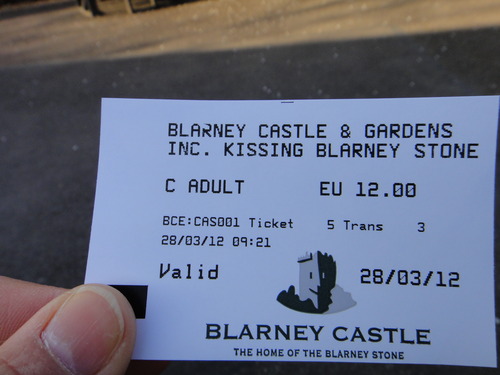 BLARNEY CASTLE & GARDENS
INC. KISSING BLARNEY STONE
C ADULT EU 12.00
BCE:CAS001 Ticket 5 Trans 3
28/03/12 09:21
Valid 28/03/12
BLARNEY CASTLE
THE HOME OF THE BLARNEY STONE